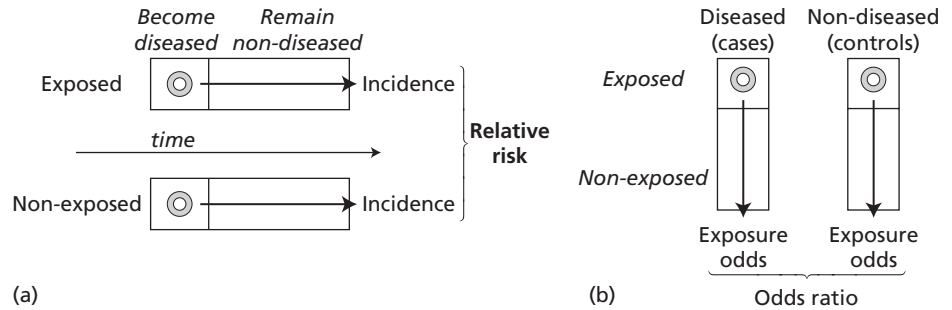 Become
diseased
Remain
non-diseased
Exposed
Incidence
time
Relative
risk
Non-exposed
Incidence
(a)
Diseased
(cases)
Non-diseased
(controls)
Exposed
Non-exposed
Exposure
odds
Exposure
odds
Odds ratio
(b)